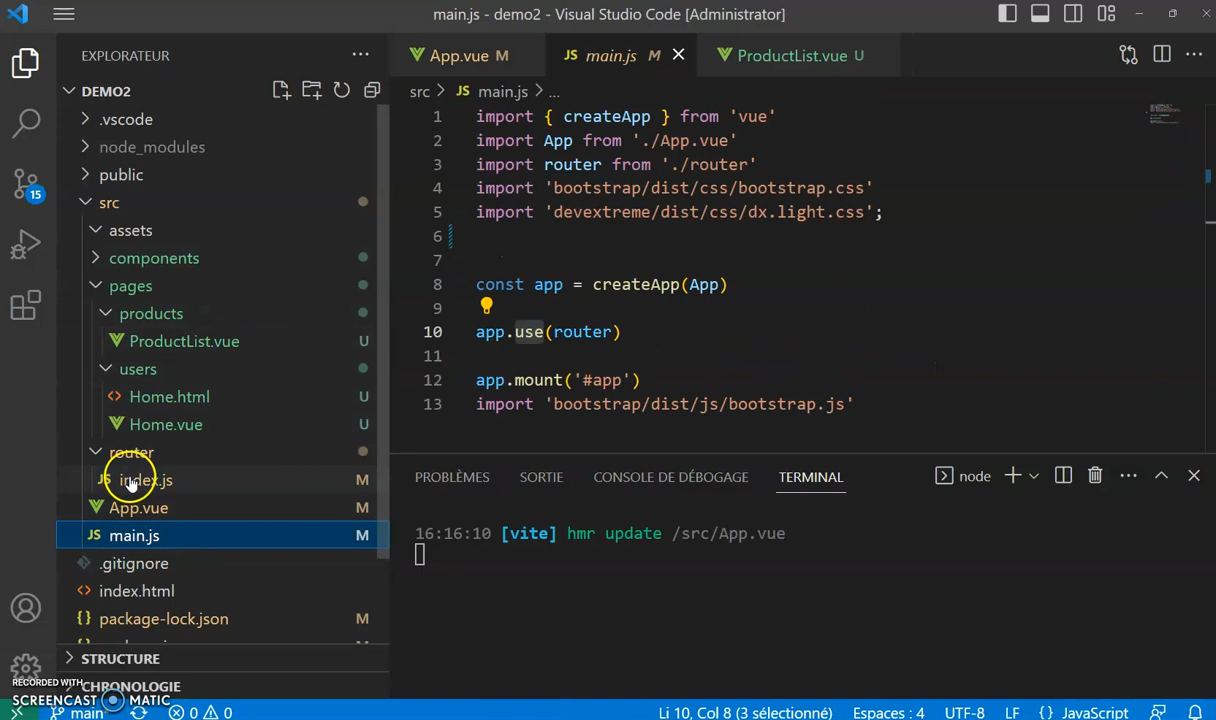 main.js - demo2 - Visual Studio Code [Administrator]
EXPLORATEUR
DEMO2
.vscode
node_modules
public
src
assets
components
pages
products
ProductList.vue U
users
<> Home.html U
Home.vue U
router
JS index.js M
App.vue M
JS main.js M
.gitignore
<> index.html
{} package-lock.json M
STRUCTURE
CHRONOLOGIE
15
App.vue M
JS main.js M
ProductList.vue U
src > JS main.js > ...
1 import { createApp } from 'vue'
2 import App from './App.vue'
3 import router from './router'
4 import 'bootstrap/dist/css/bootstrap.css'
5 import 'devextreme/dist/css/dx.light.css';
6
7
8 const app = createApp(App)
9
10 app.use(router)
11
12 app.mount('#app')
13 import 'bootstrap/dist/js/bootstrap.js'
PROBLÈMES SORTIE CONSOLE DE DÉBOGAGE TERMINAL node
16:16:10 [vite] hmr update /src/App.vue
RECORDED WITH
SCREENCAST MATIC
main 0 0 Li 10, Col 8 (3 sélectionné) Espaces : 4 UTF-8 LF {} JavaScript